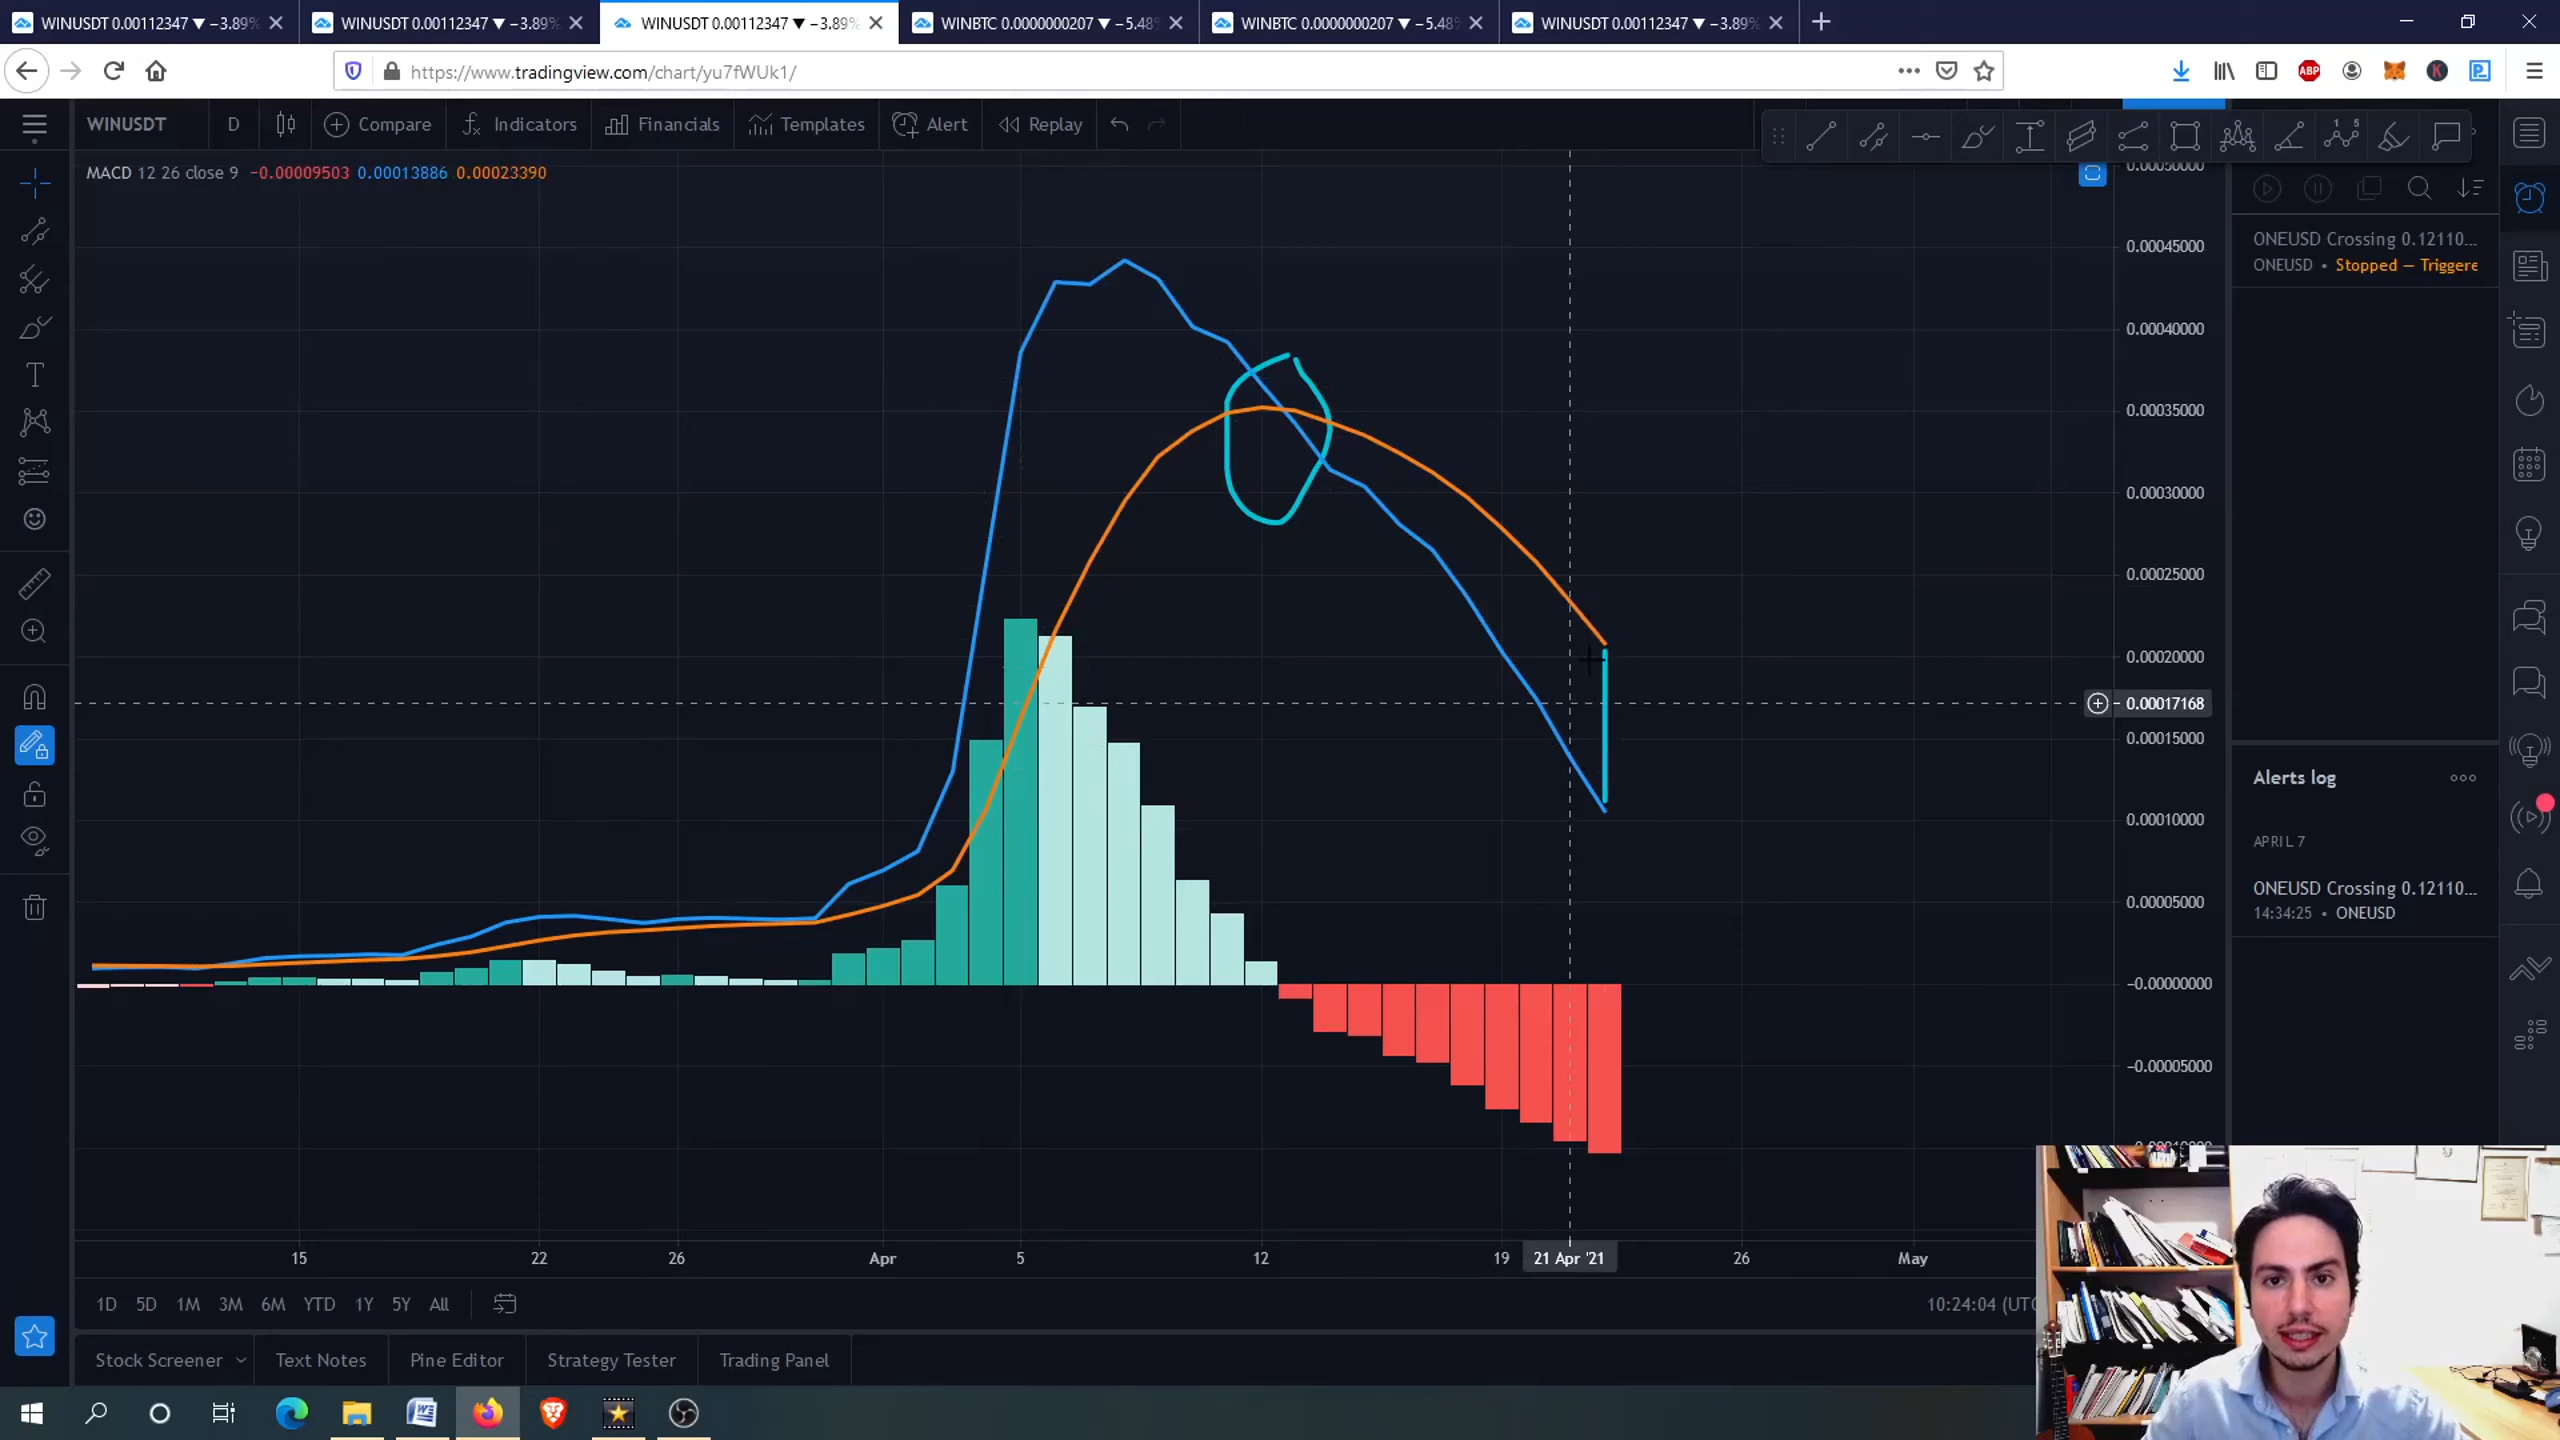 WINUSDT 0.00112347 ▼ −3.89%
WINUSDT 0.00112347 ▼ −3.89%
WINUSDT 0.00112347 ▼ −3.89%
WINBTC 0.0000000207 ▼ −5.48
WINBTC 0.0000000207 ▼ −5.48
WINUSDT 0.00112347 ▼ −3.89%
https://www.tradingview.com/chart/yu7fWUk1/
ABP
K
WINUSDT D Compare Indicators Financials Templates Alert Replay
MACD 12 26 close 9 −0.00009503 0.00013886 0.00023390
0.00050000
0.00045000
0.00040000
0.00035000
0.00030000
0.00025000
0.00020000
0.00017168
0.00015000
0.00010000
0.00005000
−0.00000000
−0.00005000
15 22 26 Apr 5 12 19 21 Apr '21 26 May
1D 5D 1M 3M 6M YTD 1Y 5Y All
10:24:04 (UTC
Stock Screener Text Notes Pine Editor Strategy Tester Trading Panel
ONEUSD Crossing 0.12110...
ONEUSD • Stopped — Triggere
Alerts log
APRIL 7
ONEUSD Crossing 0.12110...
14:34:25 • ONEUSD